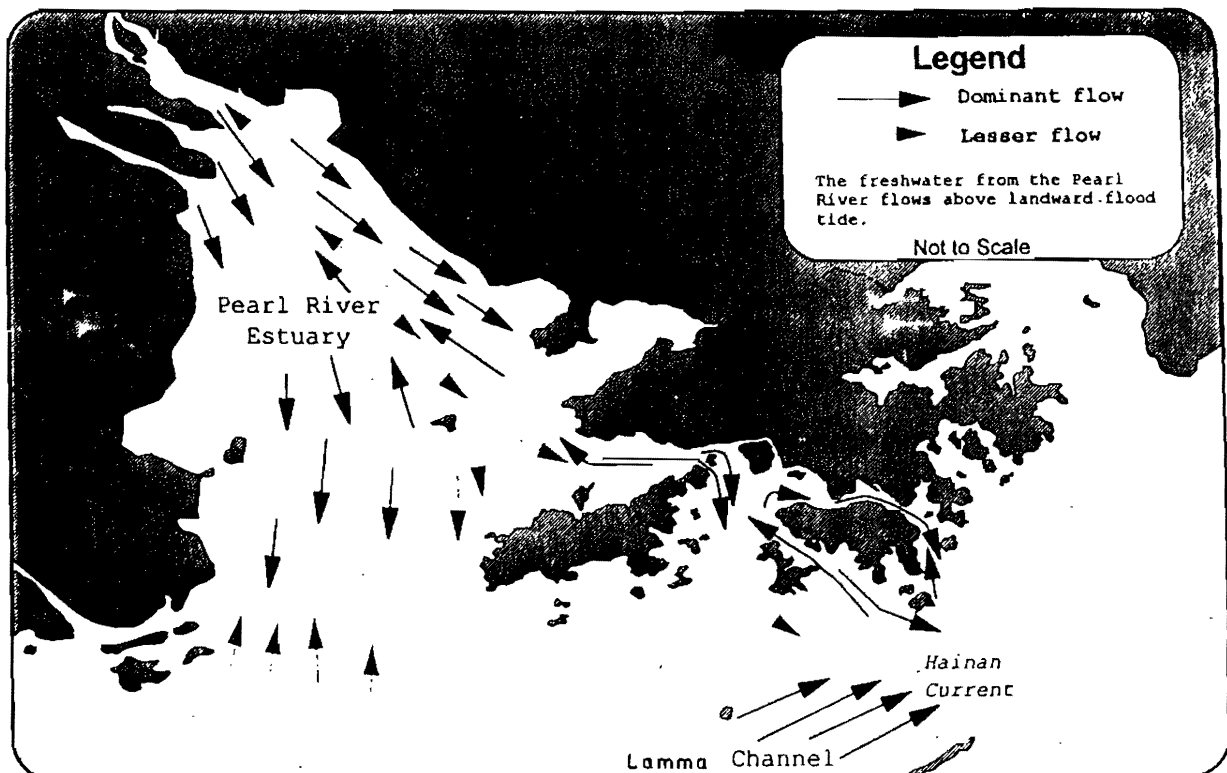 Legend
Dominant flow
Lesser flow
The freshwater from the Pearl
River flows above landward flood
tide.
Not to Scale
Pearl River
Estuary
Hainan
Current
Lamma Channel